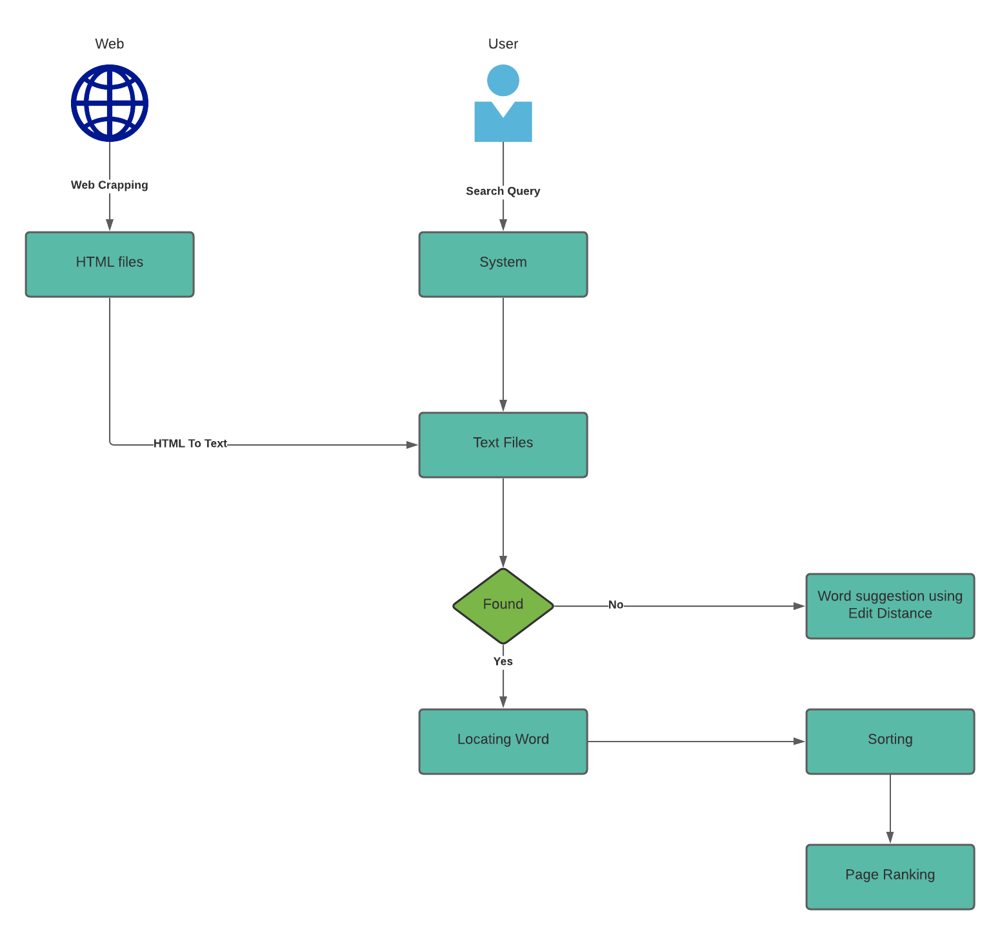 Web
User
Web Crapping
Search Query
HTML files
System
HTML To Text
Text Files
Found
No
Word suggestion using
Edit Distance
Yes
Locating Word
Sorting
Page Ranking